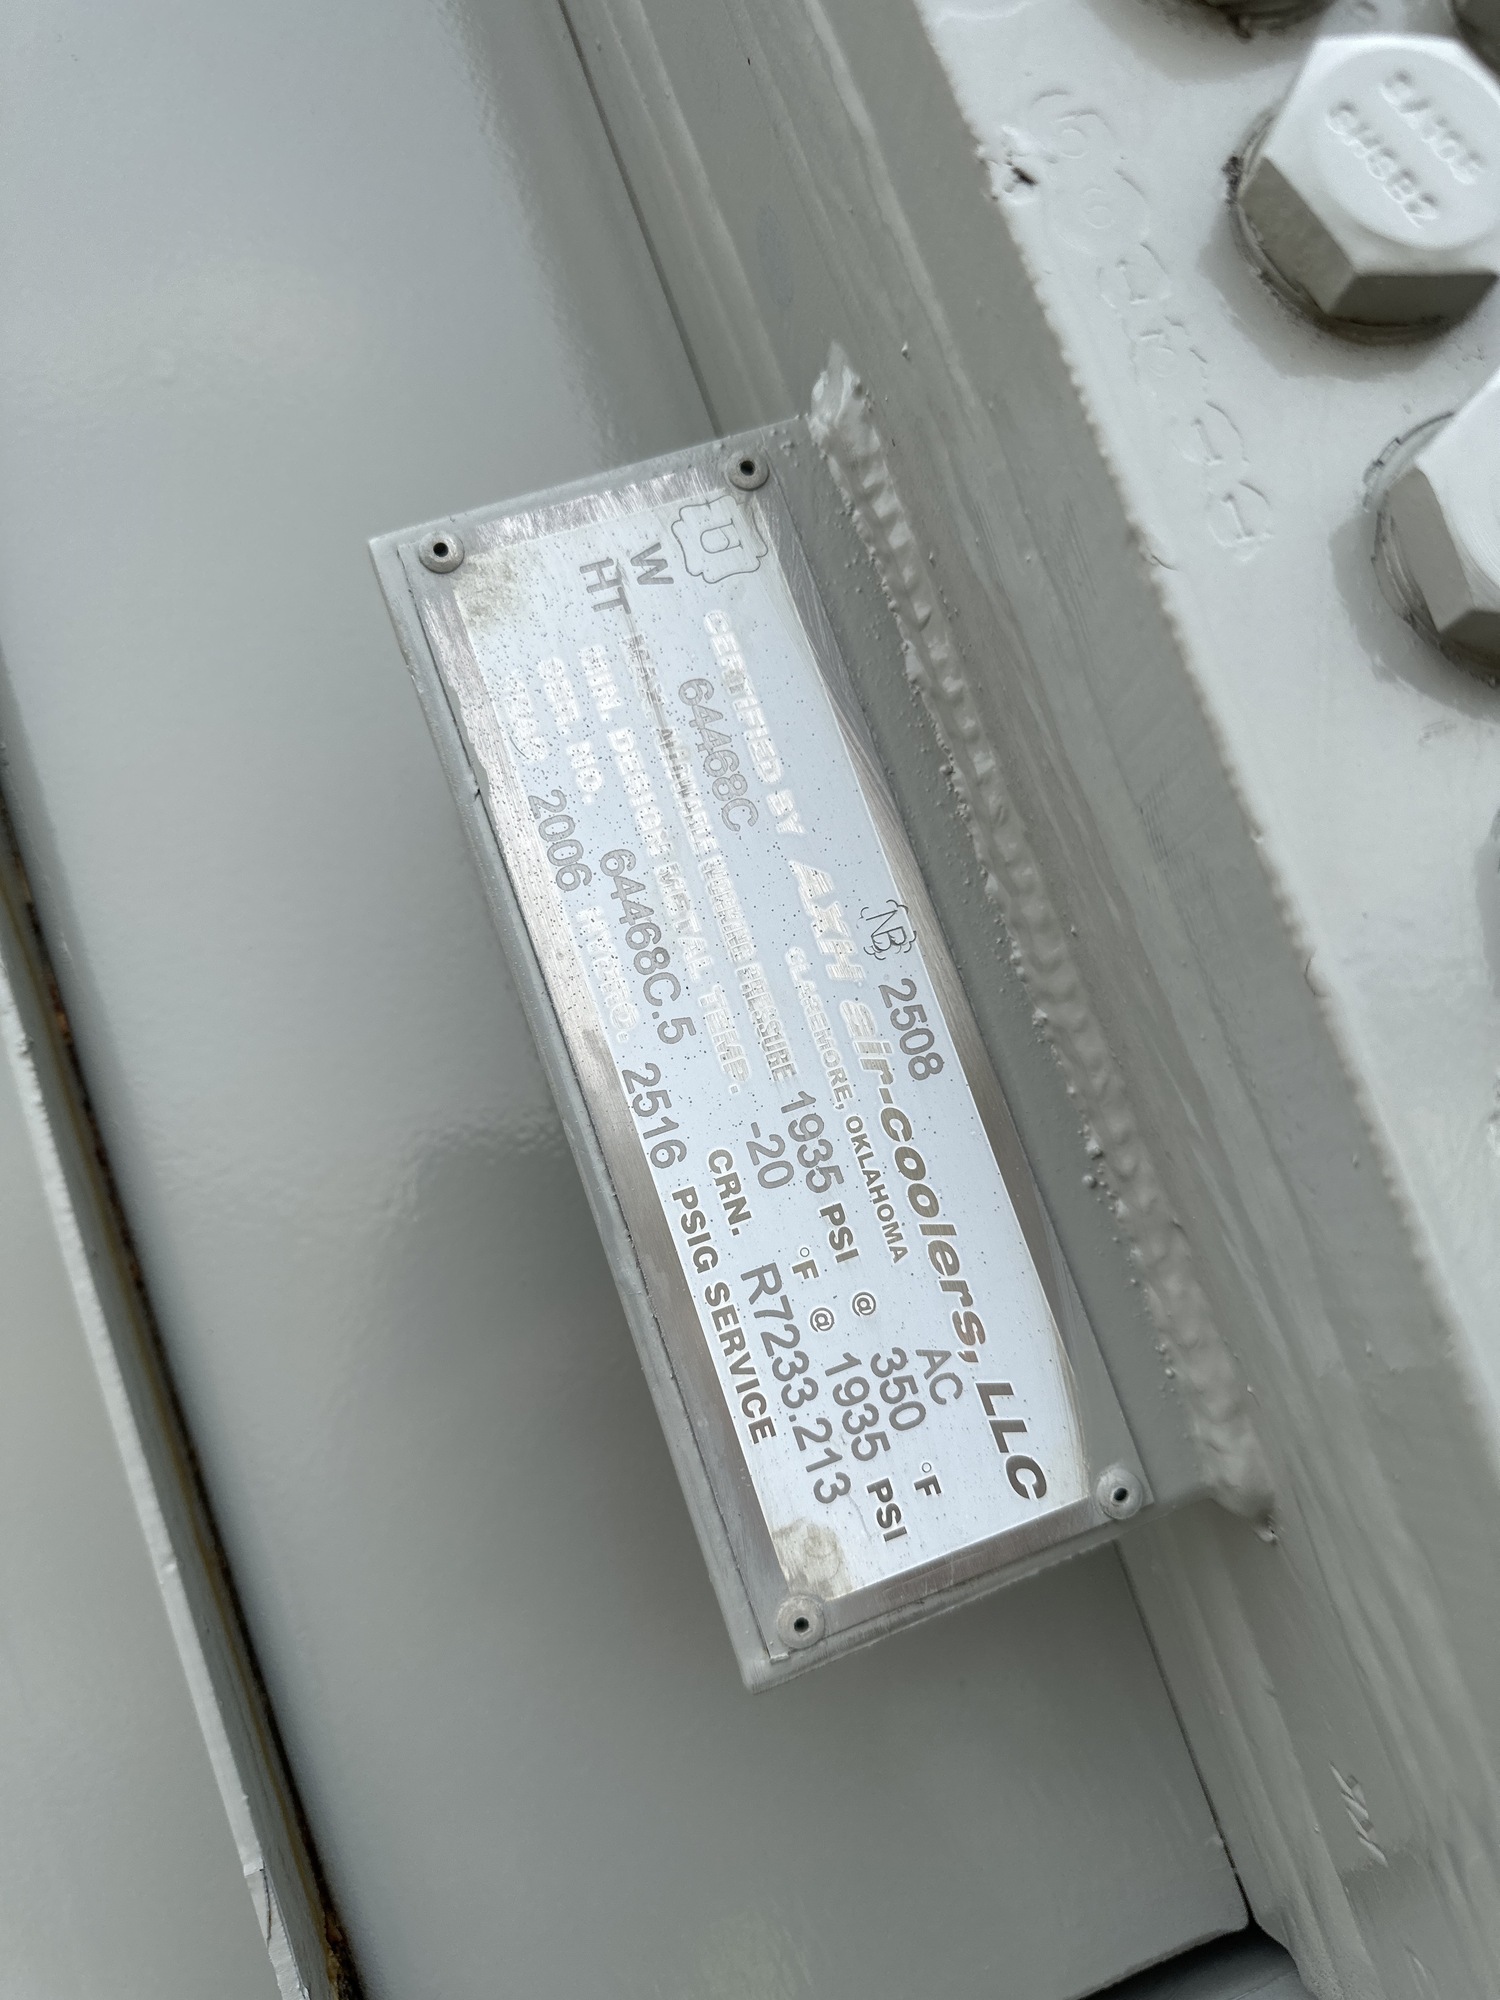 NB 2508
CERTIFIED BY AXH air-coolers, LLC
CLAREMORE, OKLAHOMA
U
64468C AC
W
HT
MAX. ALLOWABLE WORKING PRESSURE 1935 PSI @ 350 °F
MIN. DESIGN METAL TEMP. -20 °F @ 1935 PSI
SER. NO. 64468C.5 CRN. R7233.213
YEAR 2006 HYDRO. 2516 PSIG SERVICE